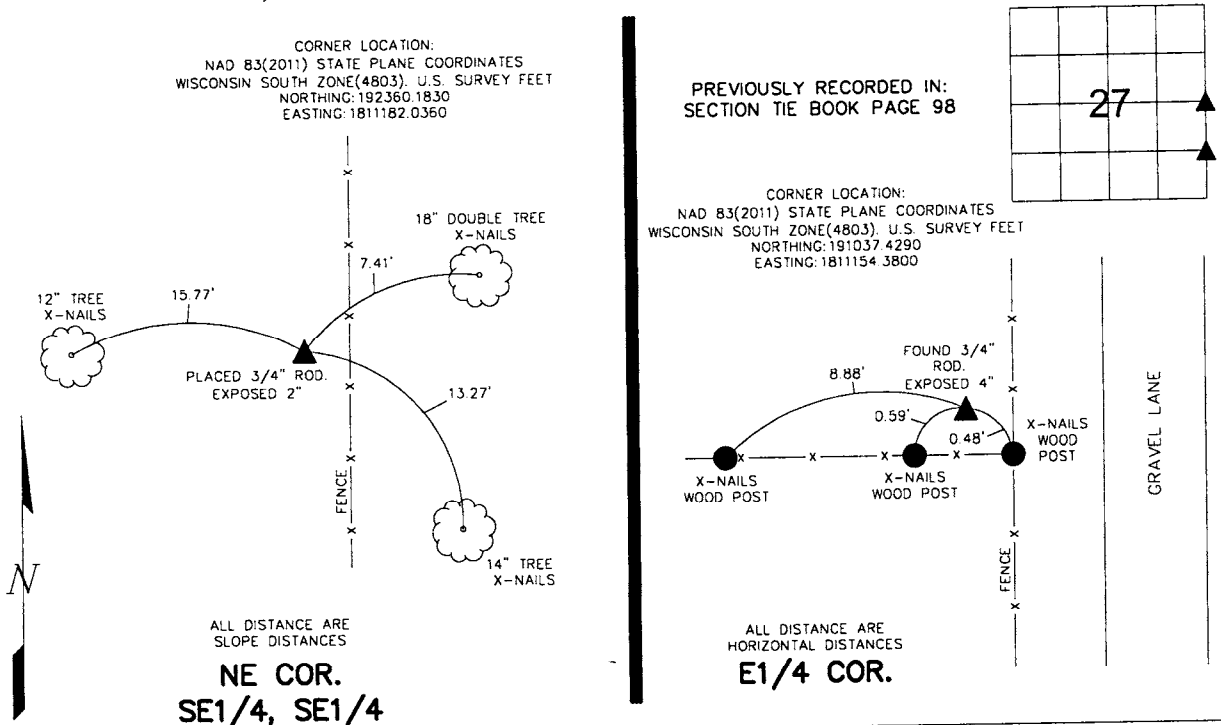 CORNER LOCATION:
NAD 83(2011) STATE PLANE COORDINATES
WISCONSIN SOUTH ZONE(4803). U.S. SURVEY FEET
NORTHING: 192360.1830
EASTING: 1811182.0360
18" DOUBLE TREE
X-NAILS
7.41'
12" TREE
X-NAILS
15.77'
PLACED 3/4" ROD.
EXPOSED 2"
13.27'
FENCE
14" TREE
X-NAILS
N
ALL DISTANCE ARE
SLOPE DISTANCES
NE COR.
SE1/4, SE1/4
PREVIOUSLY RECORDED IN:
SECTION TIE BOOK PAGE 98
27
CORNER LOCATION:
NAD 83(2011) STATE PLANE COORDINATES
WISCONSIN SOUTH ZONE(4803). U.S. SURVEY FEET
NORTHING: 191037.4290
EASTING: 1811154.3800
FOUND 3/4"
ROD.
EXPOSED 4"
8.88'
0.59'
0.48'
X-NAILS
WOOD
POST
X-NAILS
WOOD POST
X-NAILS
WOOD POST
GRAVEL LANE
FENCE
ALL DISTANCE ARE
HORIZONTAL DISTANCES
E1/4 COR.